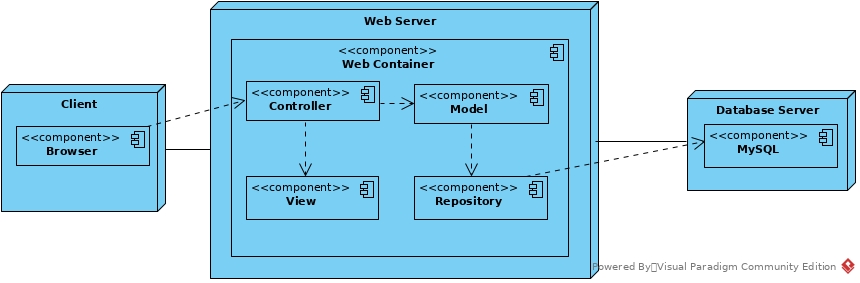 Web Server
<<component>>
Web Container
Client
<<component>>
Browser
<<component>>
Controller
<<component>>
Model
<<component>>
View
<<component>>
Repository
Database Server
<<component>>
MySQL
Powered By Visual Paradigm Community Edition